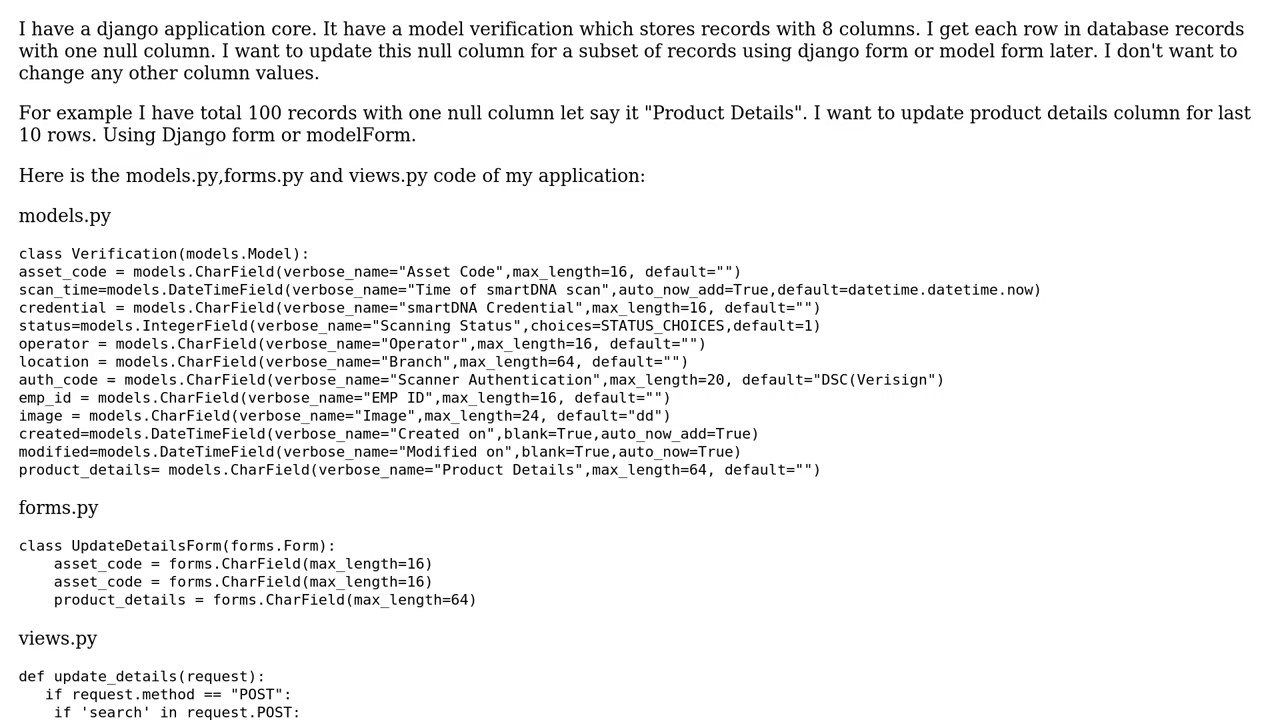 I have a django application core. It have a model verification which stores records with 8 columns. I get each row in database records
with one null column. I want to update this null column for a subset of records using django form or model form later. I don't want to
change any other column values.
For example I have total 100 records with one null column let say it "Product Details". I want to update product details column for last
10 rows. Using Django form or modelForm.
Here is the models.py,forms.py and views.py code of my application:
models.py
class Verification(models.Model):
asset_code = models.CharField(verbose_name="Asset Code",max_length=16, default="")
scan_time=models.DateTimeField(verbose_name="Time of smartDNA scan",auto_now_add=True,default=datetime.datetime.now)
credential = models.CharField(verbose_name="smartDNA Credential",max_length=16, default="")
status=models.IntegerField(verbose_name="Scanning Status",choices=STATUS_CHOICES,default=1)
operator = models.CharField(verbose_name="Operator",max_length=16, default="")
location = models.CharField(verbose_name="Branch",max_length=64, default="")
auth_code = models.CharField(verbose_name="Scanner Authentication",max_length=20, default="DSC(Verisign")
emp_id = models.CharField(verbose_name="EMP ID",max_length=16, default="")
image = models.CharField(verbose_name="Image",max_length=24, default="dd")
created=models.DateTimeField(verbose_name="Created on",blank=True,auto_now_add=True)
modified=models.DateTimeField(verbose_name="Modified on",blank=True,auto_now=True)
product_details= models.CharField(verbose_name="Product Details",max_length=64, default="")
forms.py
class UpdateDetailsForm(forms.Form):
    asset_code = forms.CharField(max_length=16)
    asset_code = forms.CharField(max_length=16)
    product_details = forms.CharField(max_length=64)
views.py
def update_details(request):
   if request.method == "POST":
    if 'search' in request.POST: